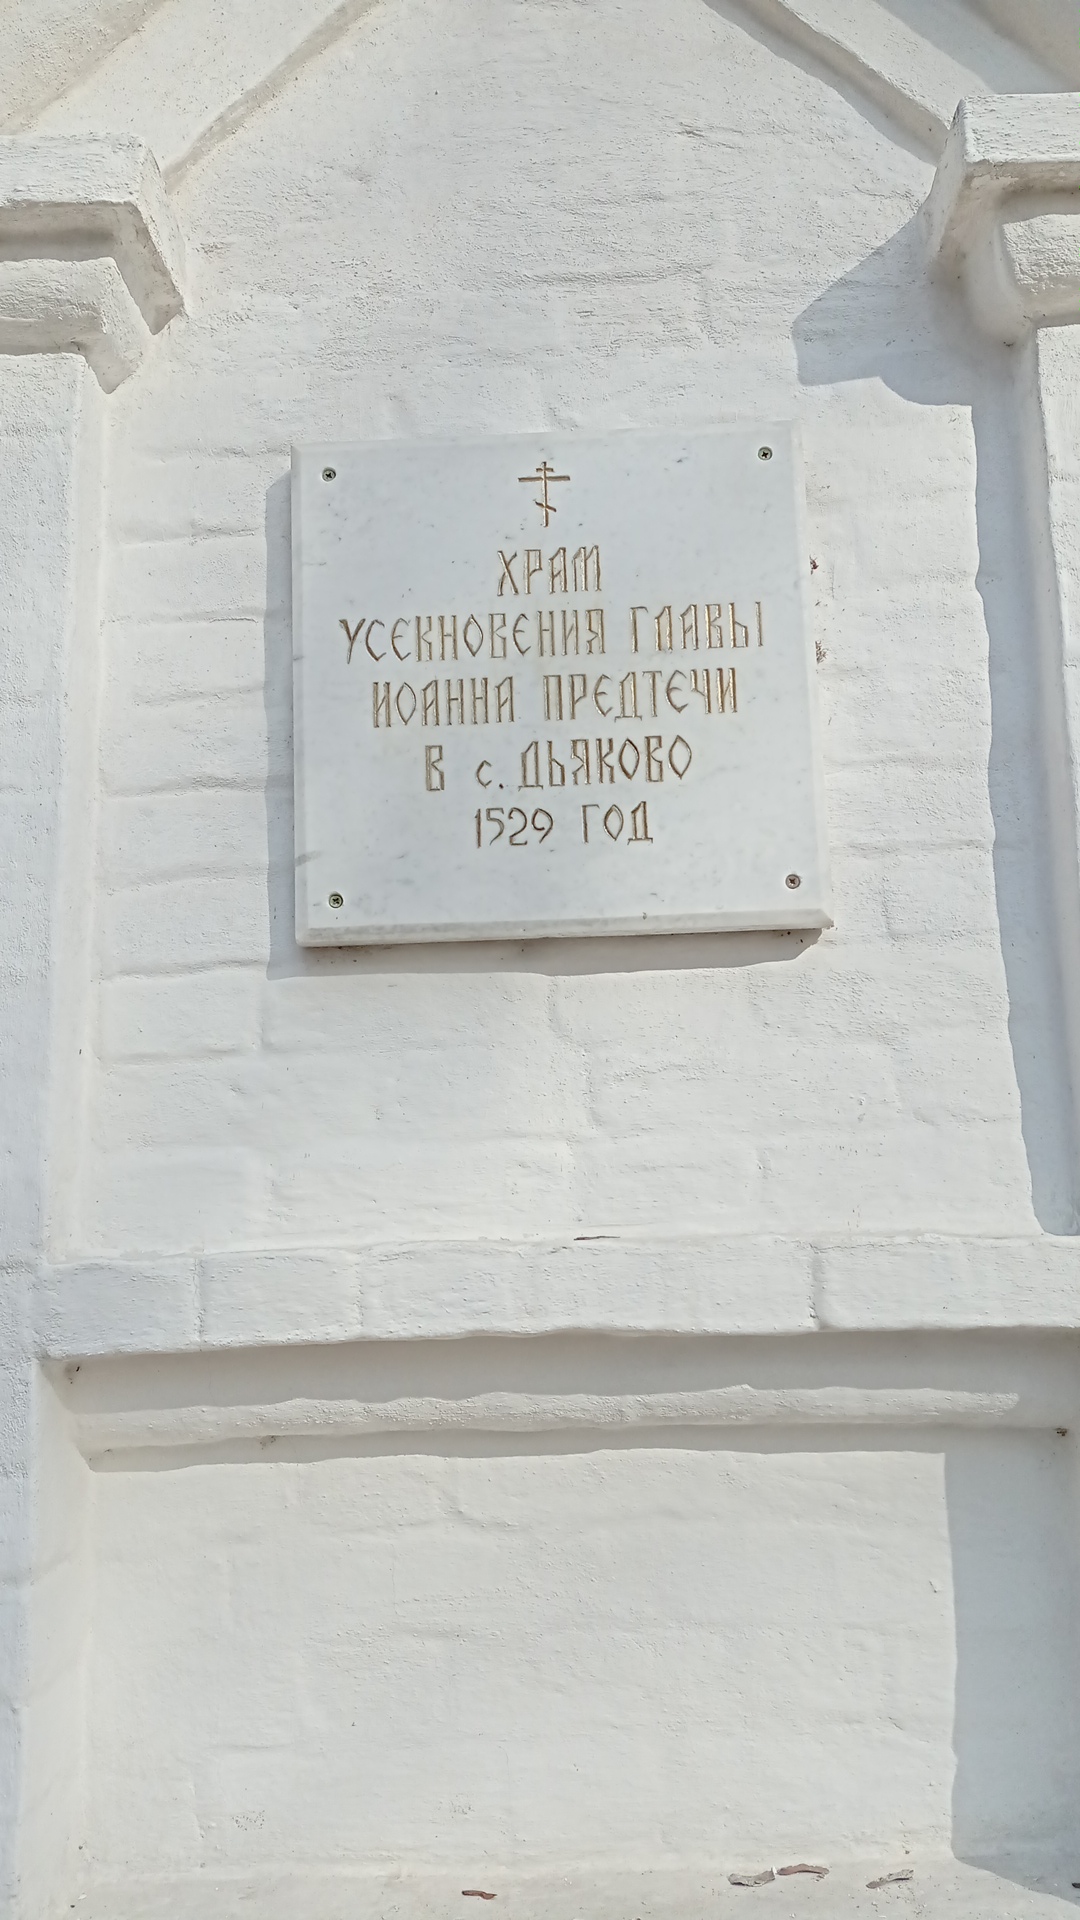 ХРАМ
УСЕКНОВЕНИЯ ГЛАВЫ
ИОАННА ПРЕДТЕЧИ
В с. ДЬЯКОВО
1529 ГОД